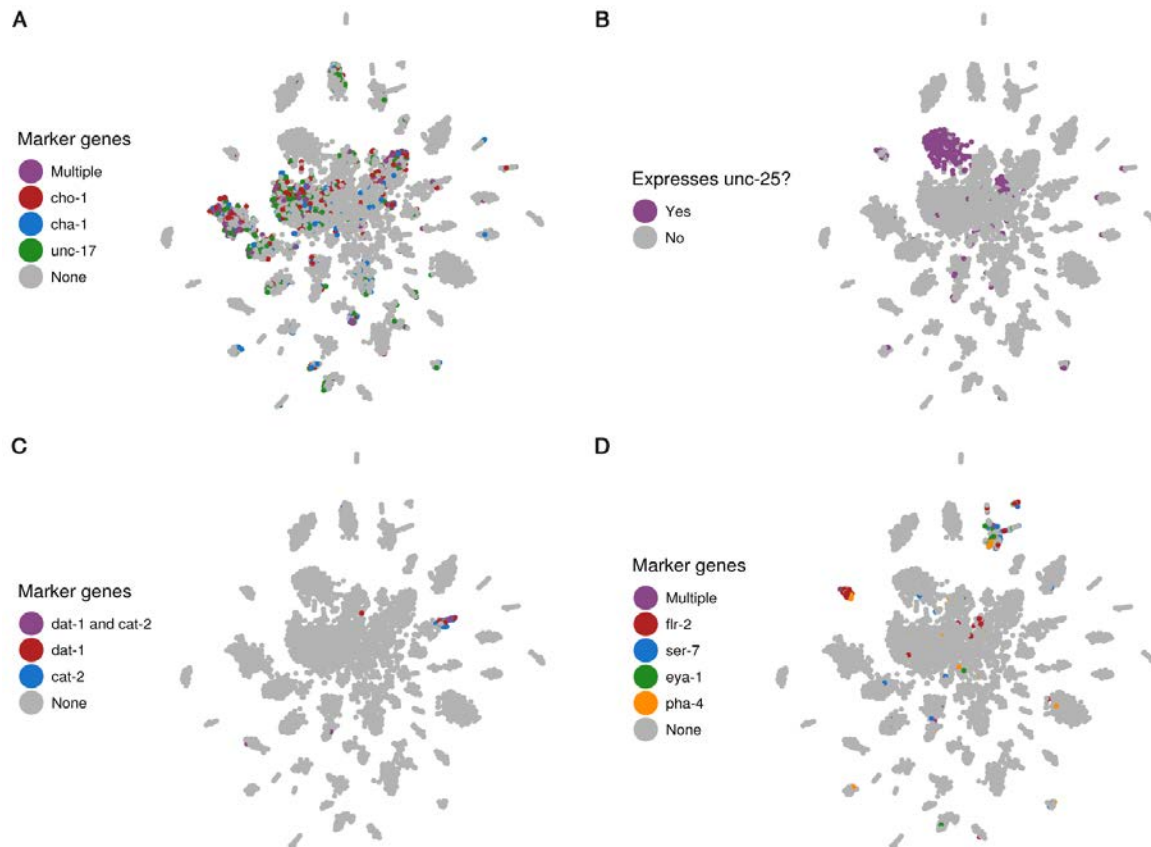 A
Marker genes
Multiple
cho-1
cha-1
unc-17
None
B
Expresses unc-25?
Yes
No
C
Marker genes
dat-1 and cat-2
dat-1
cat-2
None
D
Marker genes
Multiple
flr-2
ser-7
eya-1
pha-4
None